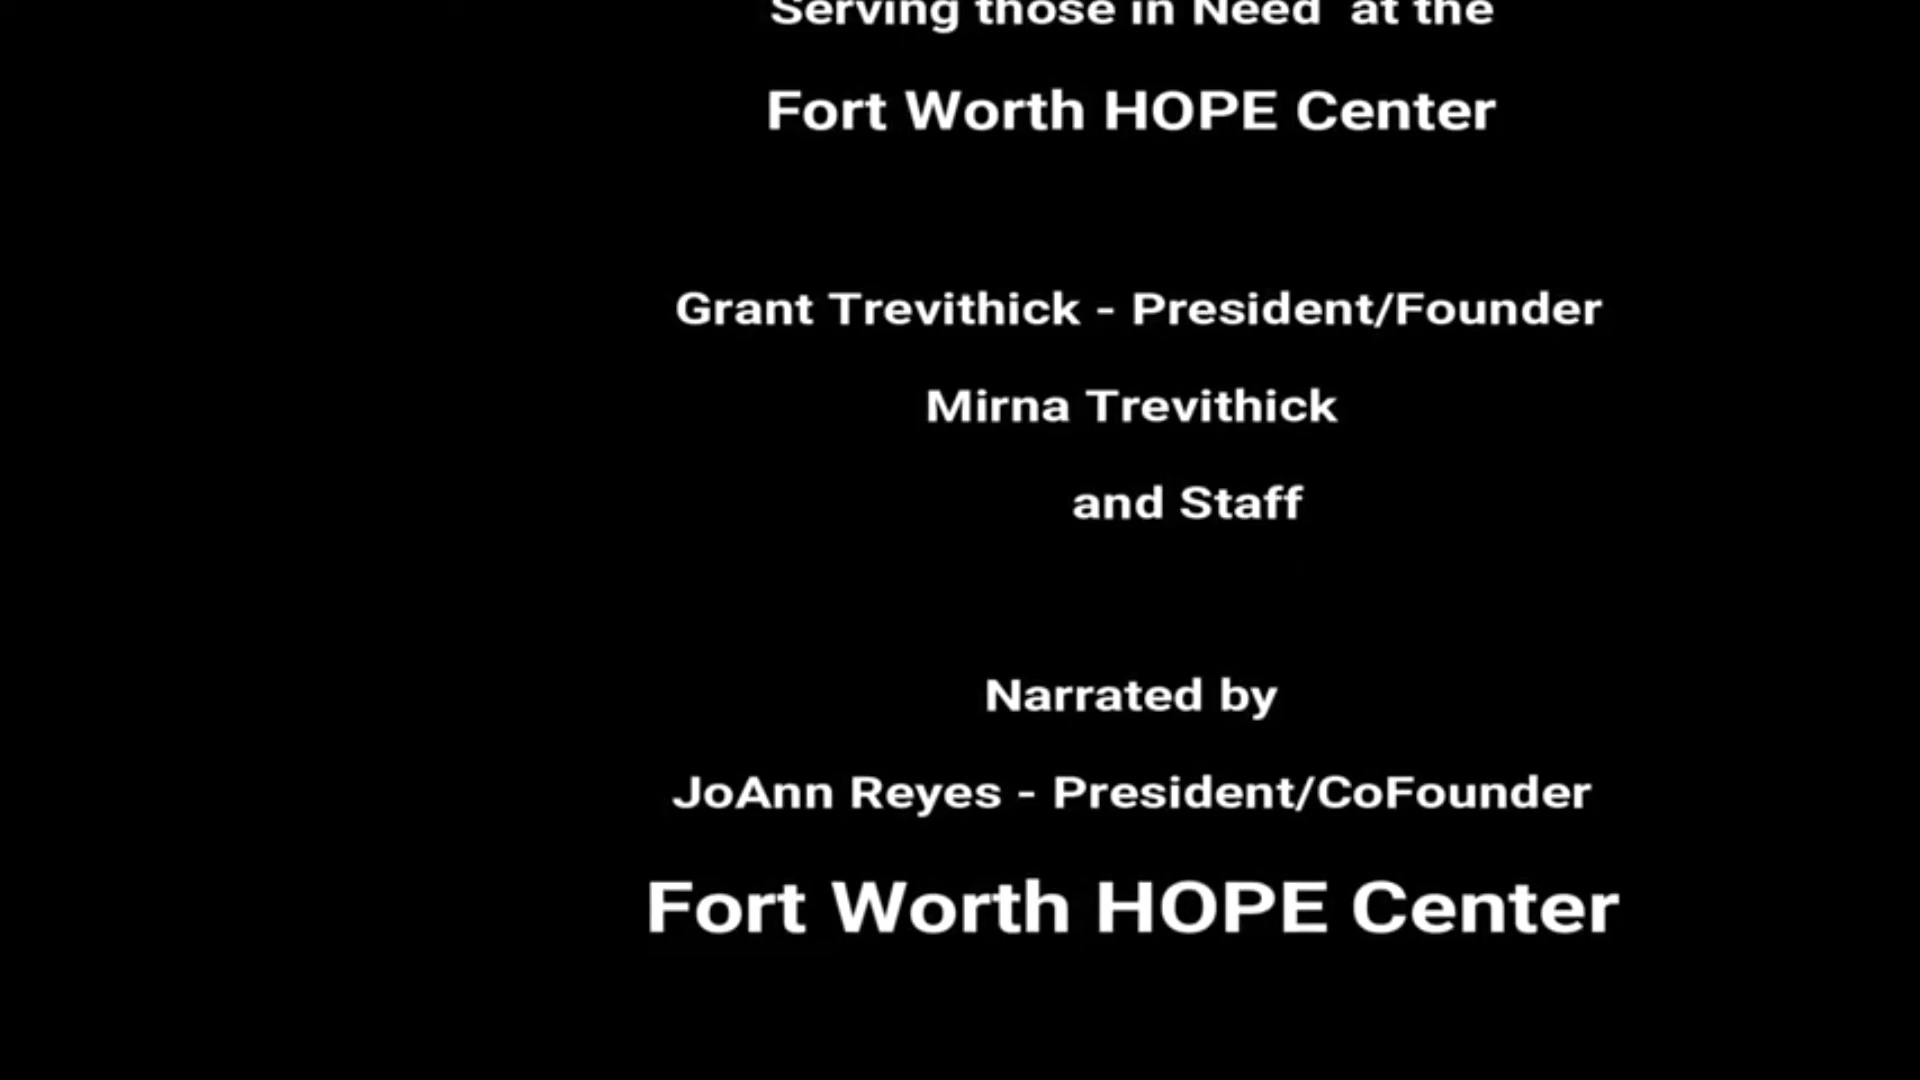 Serving those in Need  at the
Fort Worth HOPE Center
Grant Trevithick - President/Founder
Mirna Trevithick
and Staff
Narrated by
JoAnn Reyes - President/CoFounder
Fort Worth HOPE Center